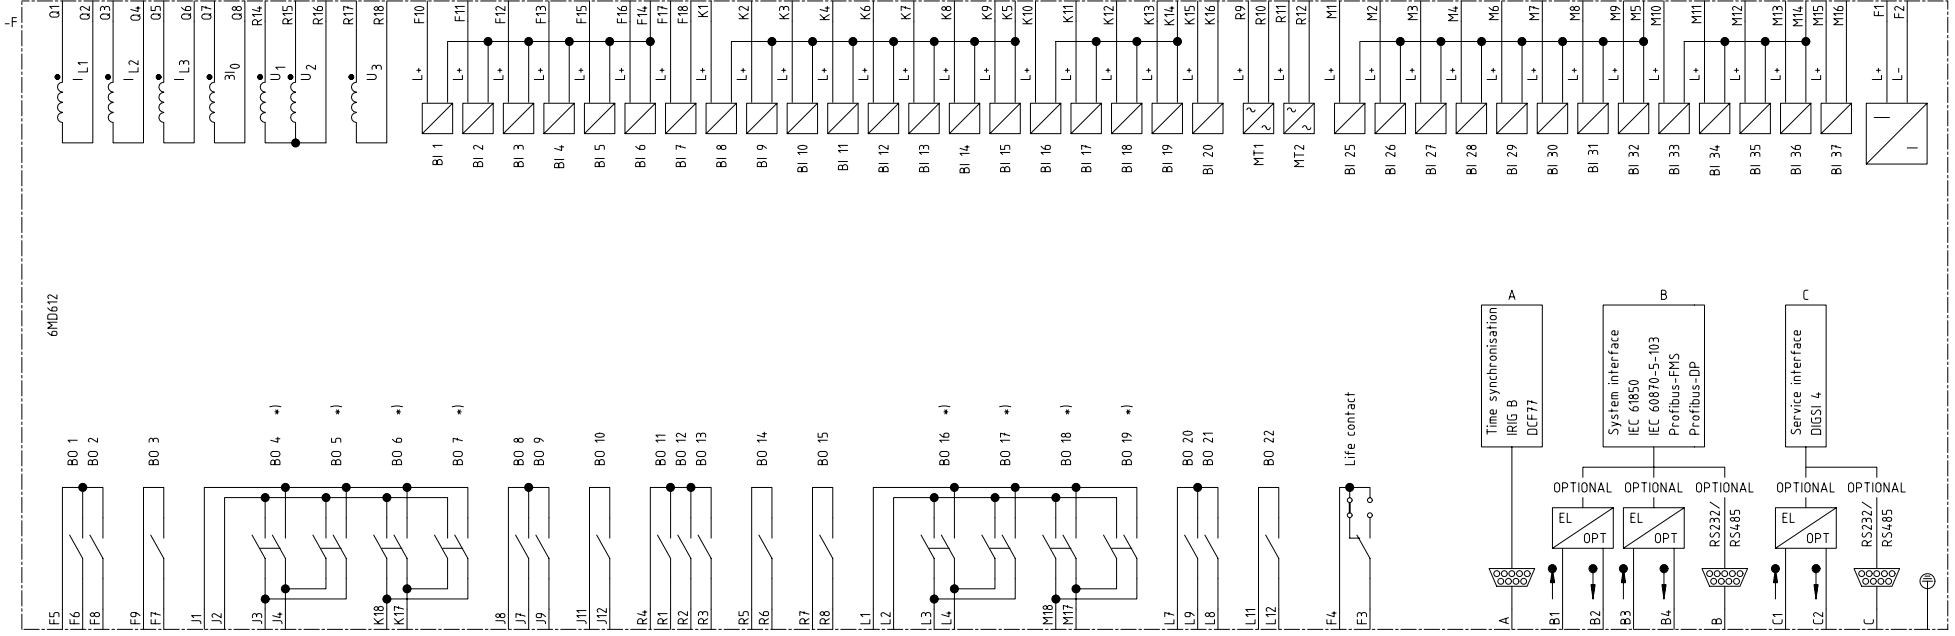 -F
Q1 Q2 Q3 Q4 Q5 Q6 Q7 Q8 R14 R15 R16 R17 R18 F10 F11 F12 F13 F15 F16 F14 F17 F18 K1 K2 K3 K4 K6 K7 K8 K9 K5 K10 K11 K12 K13 K14 K15 K16 R9 R10 R11 R12 M1 M2 M3 M4 M6 M7 M8 M9 M5 M10 M11 M12 M13 M14 M15 M16 F1 F2
I L1 I L2 I L3 3I0 U1 U2 U3 L+ L+ L+ L+ L+ L+ L+ L+ L+ L+ L+ L+ L+ L+ L+ L+ L+ L+ L+ L+ L+ L+ L+ L+ L+ L+ L+ L+ L+ L+ L+ L+ L+ L+ L+ L+ L-
BI 1 BI 2 BI 3 BI 4 BI 5 BI 6 BI 7 BI 8 BI 9 BI 10 BI 11 BI 12 BI 13 BI 14 BI 15 BI 16 BI 17 BI 18 BI 19 BI 20 MT1 MT2 BI 25 BI 26 BI 27 BI 28 BI 29 BI 30 BI 31 BI 32 BI 33 BI 34 BI 35 BI 36 BI 37
6MD612
A
Time synchronisation
IRIG B
DCF77
B
System interface
IEC 61850
IEC 60870-5-103
Profibus-FMS
Profibus-DP
C
Service interface
DIGSI 4
*) *) *) *) *) *) *) *)
BO 1 BO 2 BO 3 BO 4 BO 5 BO 6 BO 7 BO 8 BO 9 BO 10 BO 11 BO 12 BO 13 BO 14 BO 15 BO 16 BO 17 BO 18 BO 19 BO 20 BO 21 BO 22 Life contact
OPTIONAL OPTIONAL OPTIONAL OPTIONAL OPTIONAL
EL OPT EL OPT
RS232/
RS485
EL OPT
RS232/
RS485
F5 F6 F8 F9 F7 J1 J2 J3 J4 K18 K17 J8 J7 J9 J11 J12 R4 R1 R2 R3 R5 R6 R7 R8 L1 L2 L3 L4 M18 M17 L7 L9 L8 L11 L12 F4 F3 A B1 B2 B3 B4 B C1 C2 C